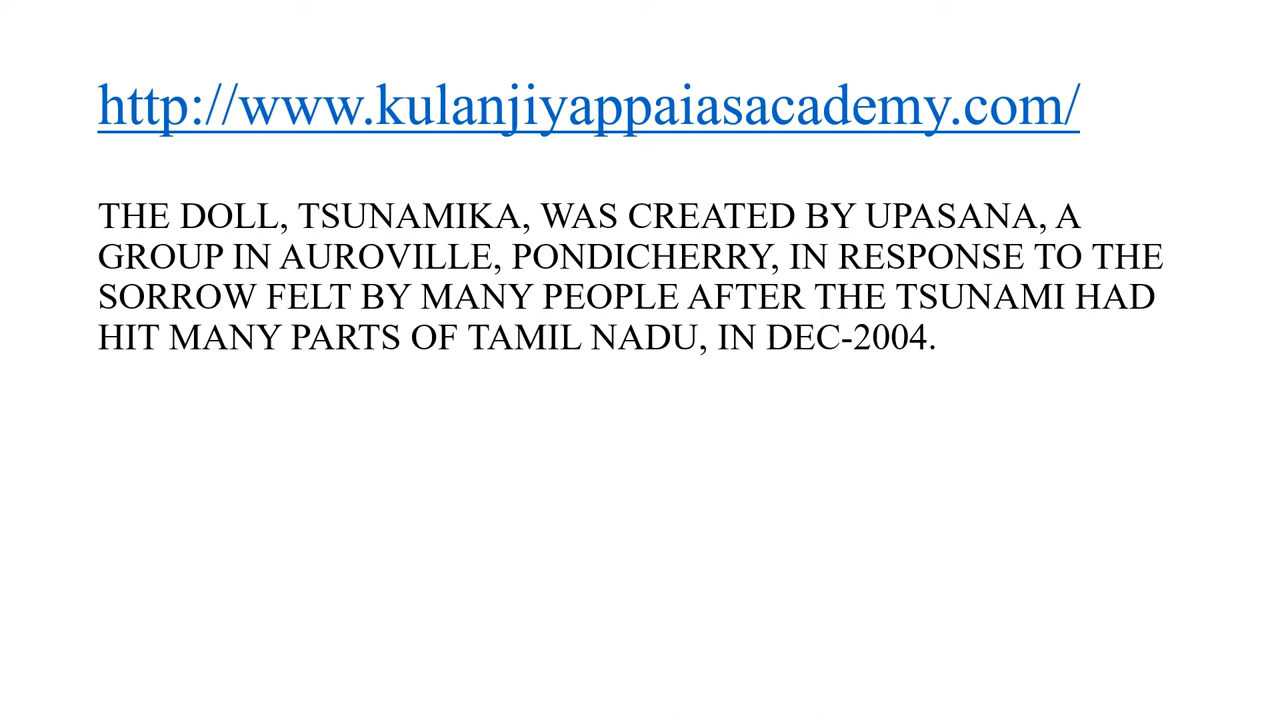 http://www.kulanjiyappaiasacademy.com/
THE DOLL, TSUNAMIKA, WAS CREATED BY UPASANA, A
GROUP IN AUROVILLE, PONDICHERRY, IN RESPONSE TO THE
SORROW FELT BY MANY PEOPLE AFTER THE TSUNAMI HAD
HIT MANY PARTS OF TAMIL NADU, IN DEC-2004.